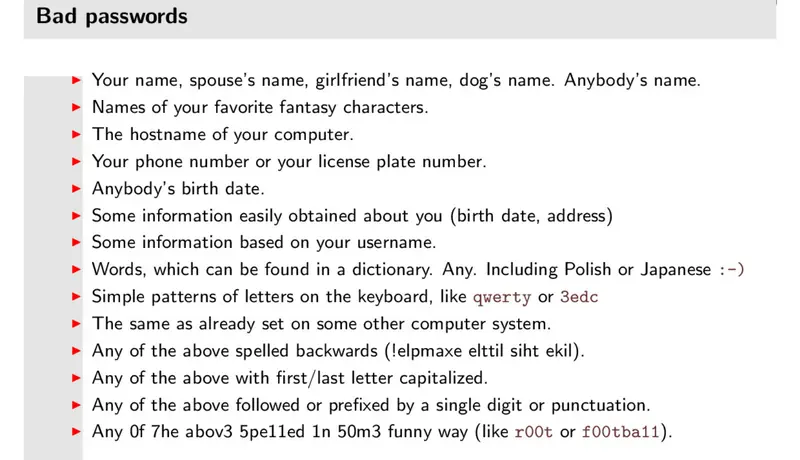 Bad passwords
Your name, spouse's name, girlfriend's name, dog's name. Anybody's name.
Names of your favorite fantasy characters.
The hostname of your computer.
Your phone number or your license plate number.
Anybody's birth date.
Some information easily obtained about you (birth date, address)
Some information based on your username.
Words, which can be found in a dictionary. Any. Including Polish or Japanese :-)
Simple patterns of letters on the keyboard, like qwerty or 3edc
The same as already set on some other computer system.
Any of the above spelled backwards (!elpmaxe elttil siht ekil).
Any of the above with first/last letter capitalized.
Any of the above followed or prefixed by a single digit or punctuation.
Any 0f 7he abov3 5pe11ed 1n 50m3 funny way (like r00t or f00tba11).